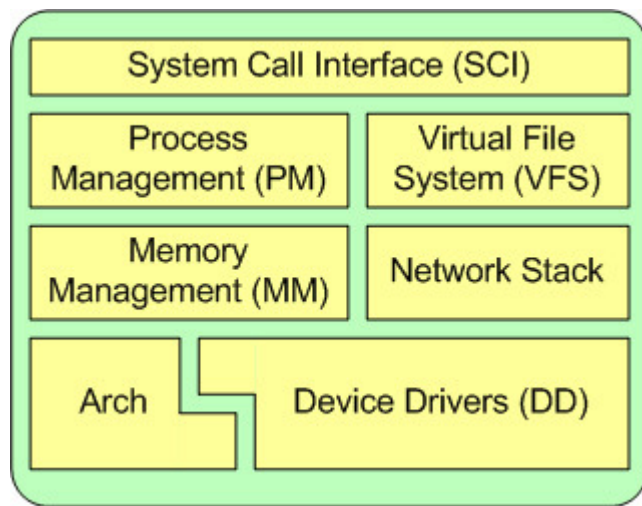 System Call Interface (SCI)
Process
Management (PM)
Virtual File
System (VFS)
Memory
Management (MM)
Network Stack
Arch
Device Drivers (DD)